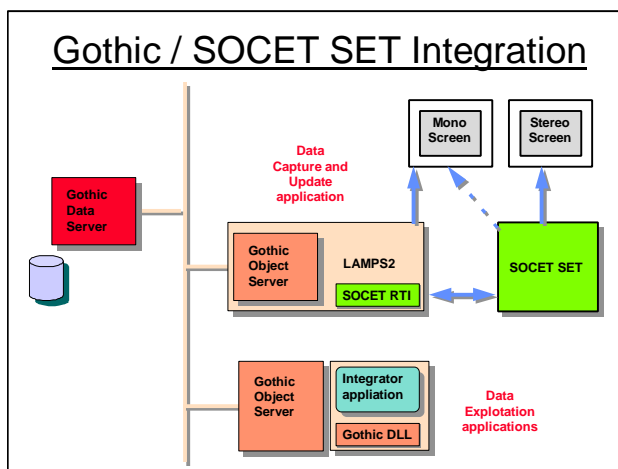 Gothic / SOCET SET Integration
Mono
Screen
Stereo
Screen
Data
Capture and
Update
application
Gothic
Data
Server
Gothic
Object
Server
LAMPS2
SOCET RTI
SOCET SET
Gothic
Object
Server
Integrator
appliation
Gothic DLL
Data
Explotation
applications